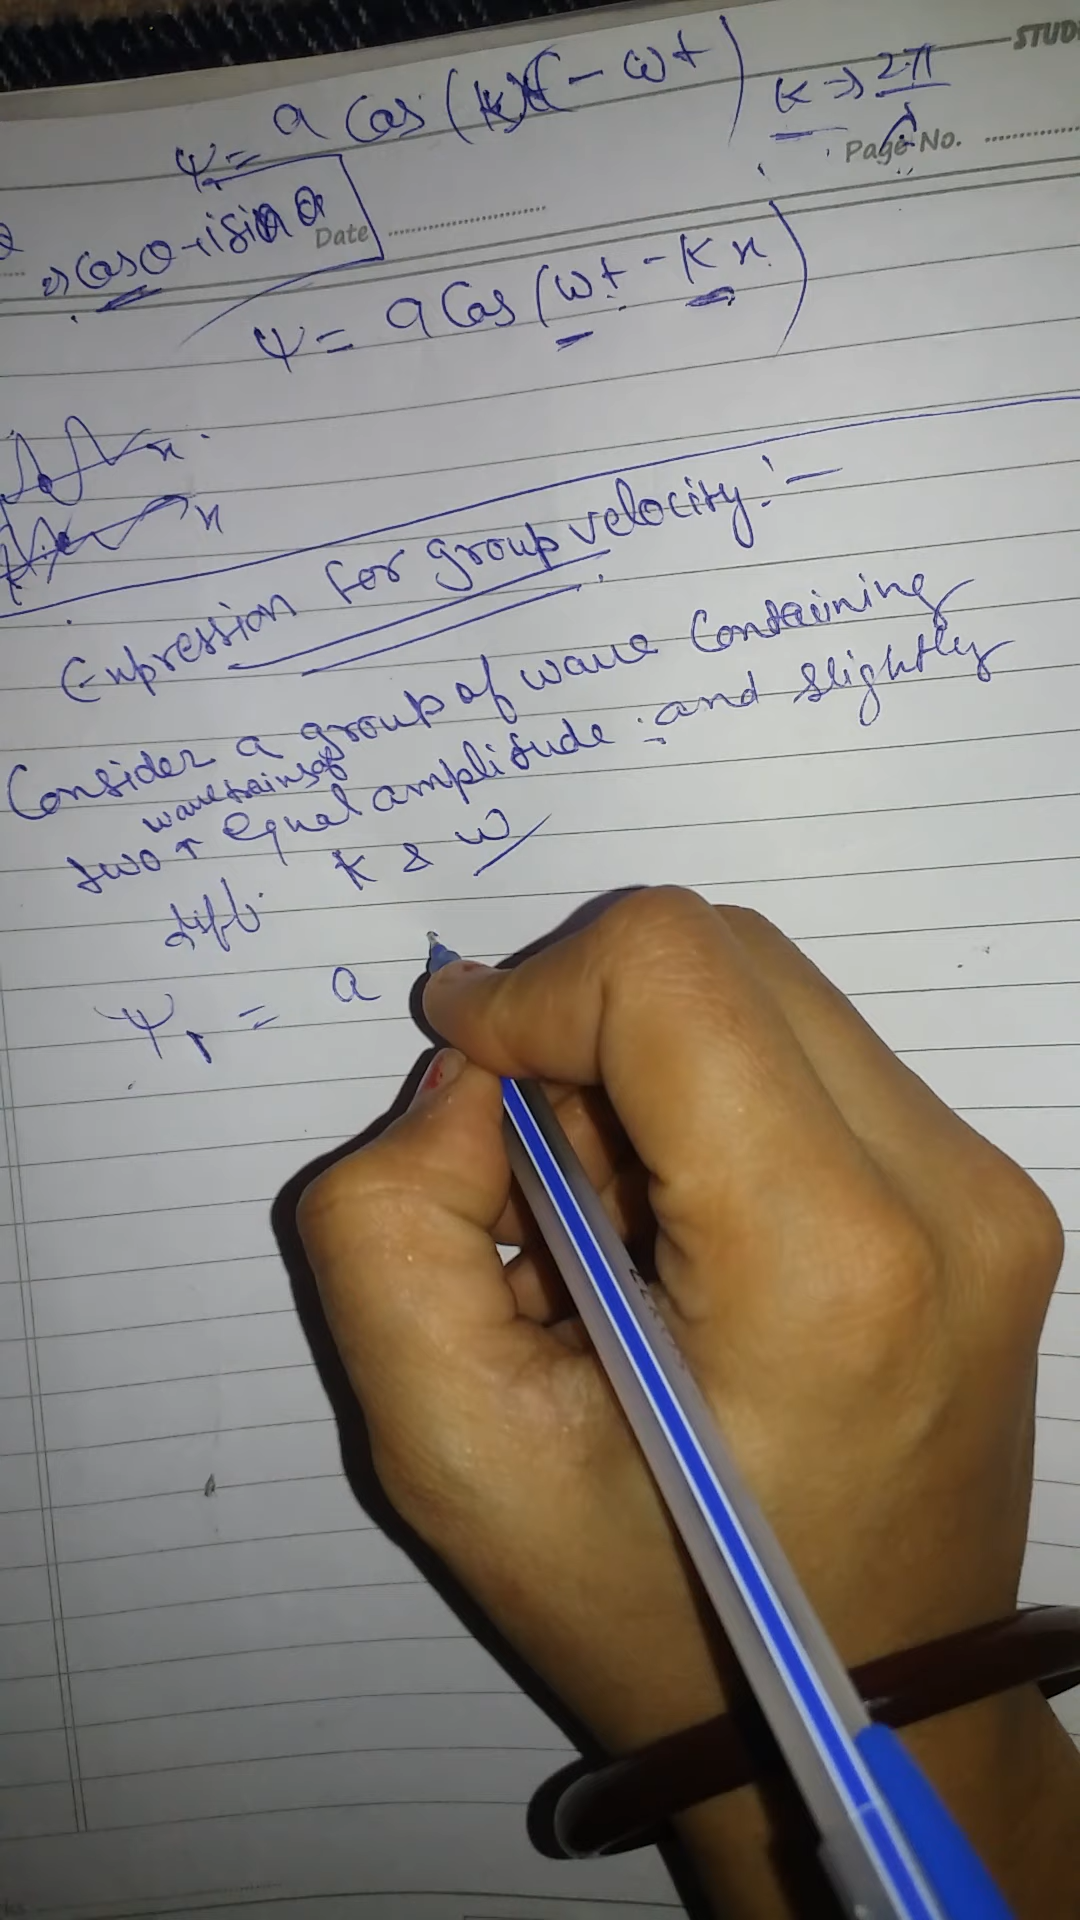 STUD
ψ = a Cos (kx - ωt) K → 2π/λ
Page No.
⇒ Cosθ + i sinθ
Date
ψ = a Cos (ωt - Kx)
x
x
Expression for group velocity :-
Consider a group of wave Containing
wavetrains of
two equal amplitude and slightly
diff. K & ω
ψ₁ = a